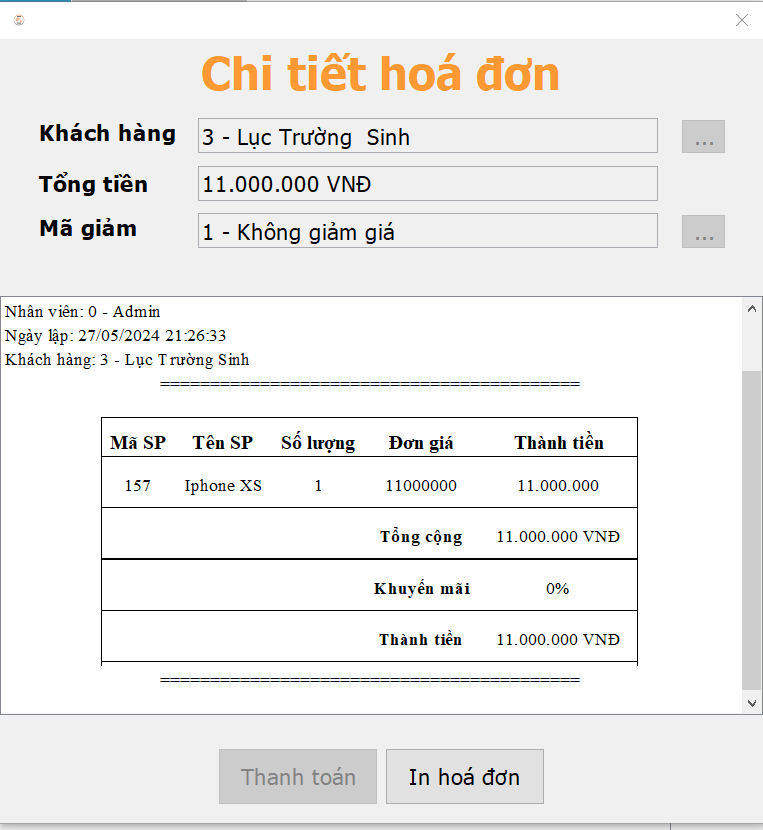 Chi tiết hoá đơn
Khách hàng 3 - Lục Trường  Sinh ...
Tổng tiền 11.000.000 VNĐ
Mã giảm 1 - Không giảm giá ...
Nhân viên: 0 - Admin
Ngày lập: 27/05/2024 21:26:33
Khách hàng: 3 - Lục Trường Sinh
==========================================
Mã SP Tên SP Số lượng Đơn giá Thành tiền
157 Iphone XS 1 11000000 11.000.000
Tổng cộng 11.000.000 VNĐ
Khuyến mãi 0%
Thành tiền 11.000.000 VNĐ
==========================================
Thanh toán In hoá đơn